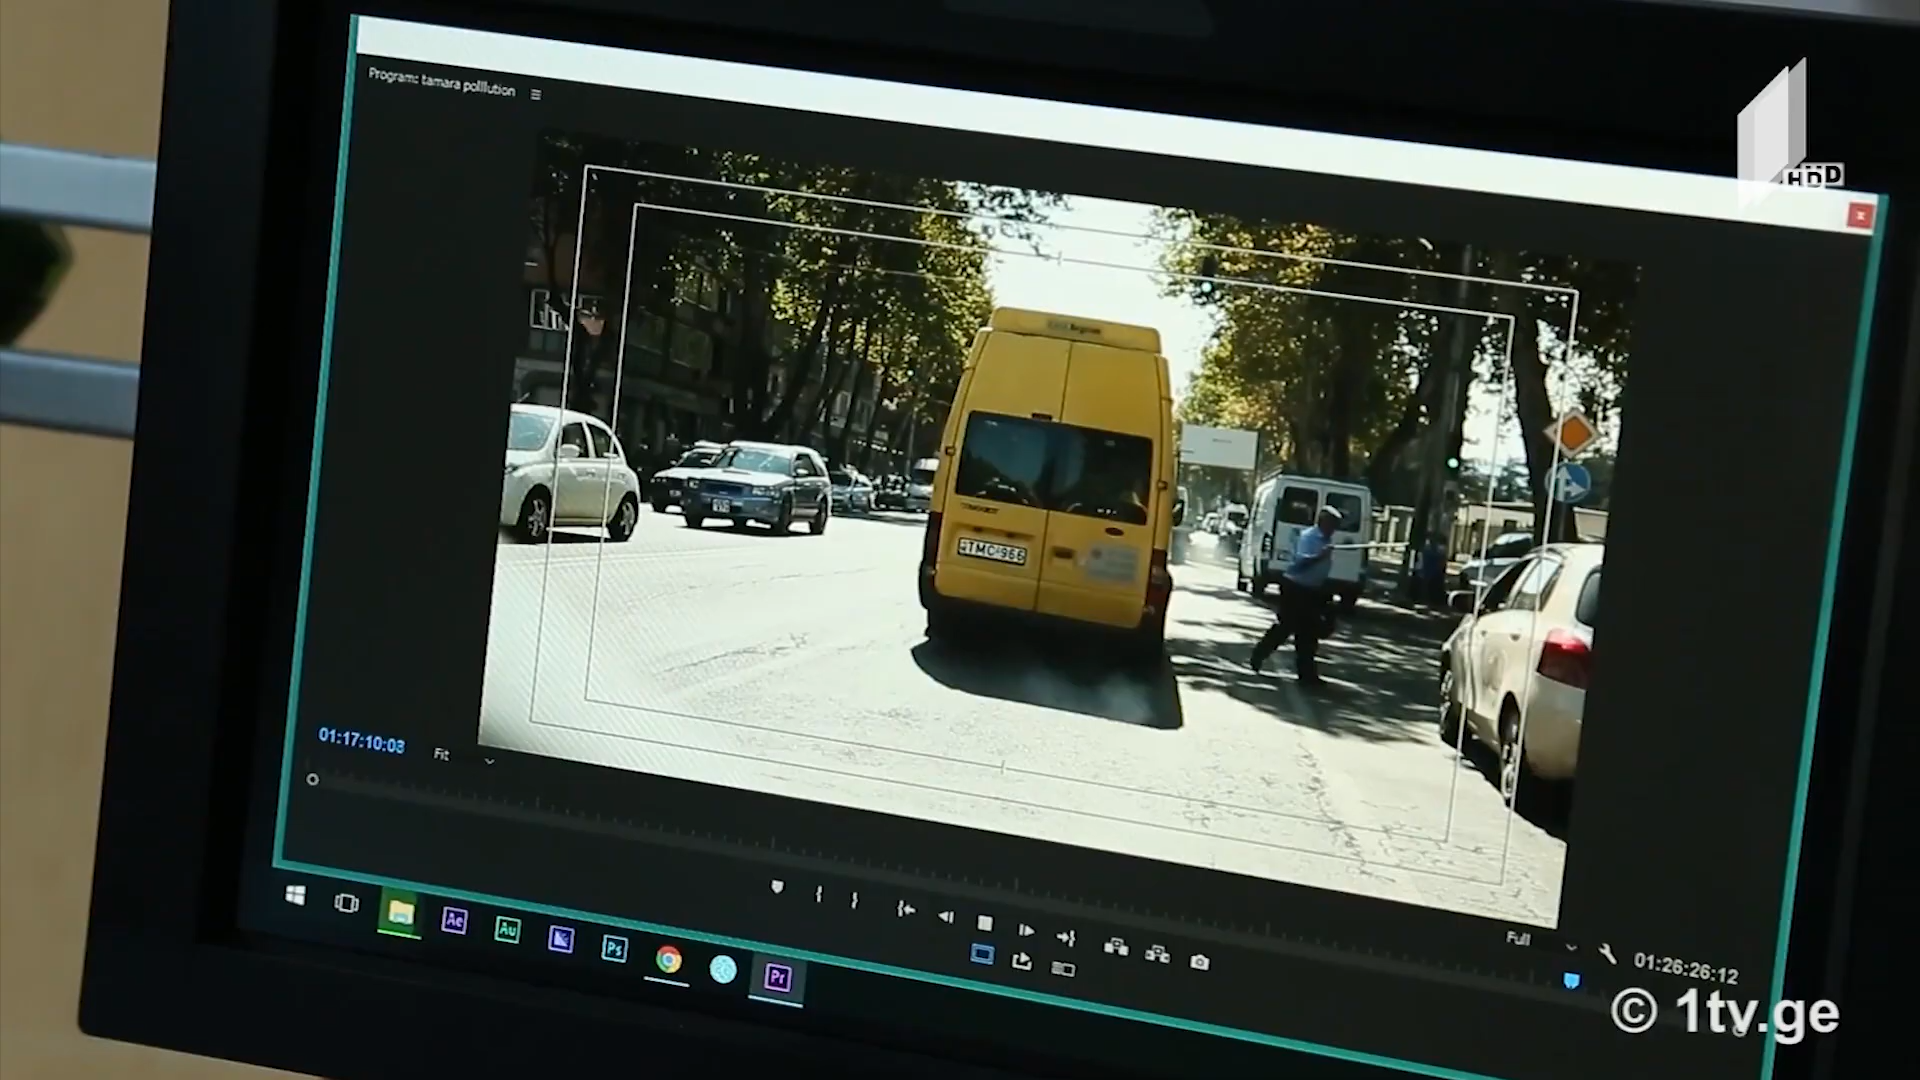 Program: tamara polllution
HD
TRANSIT
TMC-966
01:17:10:03
Fit
Full
01:26:26:12
Ae
Au
Ps
Pr
© 1tv.ge